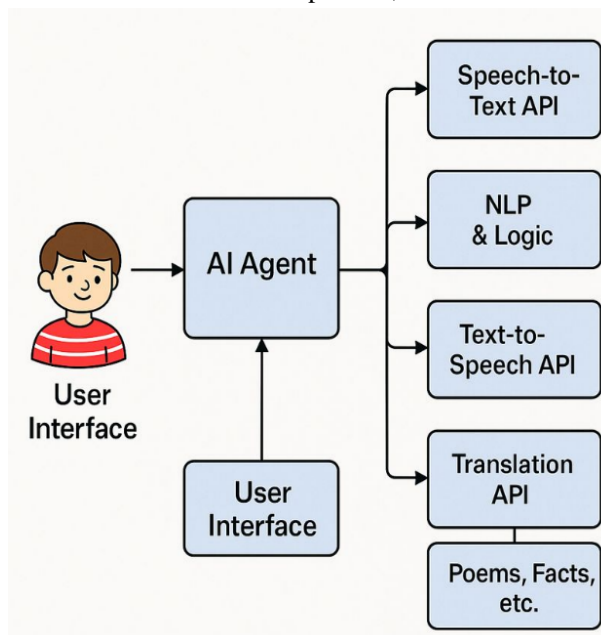 Speech-to-
Text API
NLP
& Logic
AI Agent
Text-to-
Speech API
User
Interface
Translation
API
User
Interface
Poems, Facts,
etc.